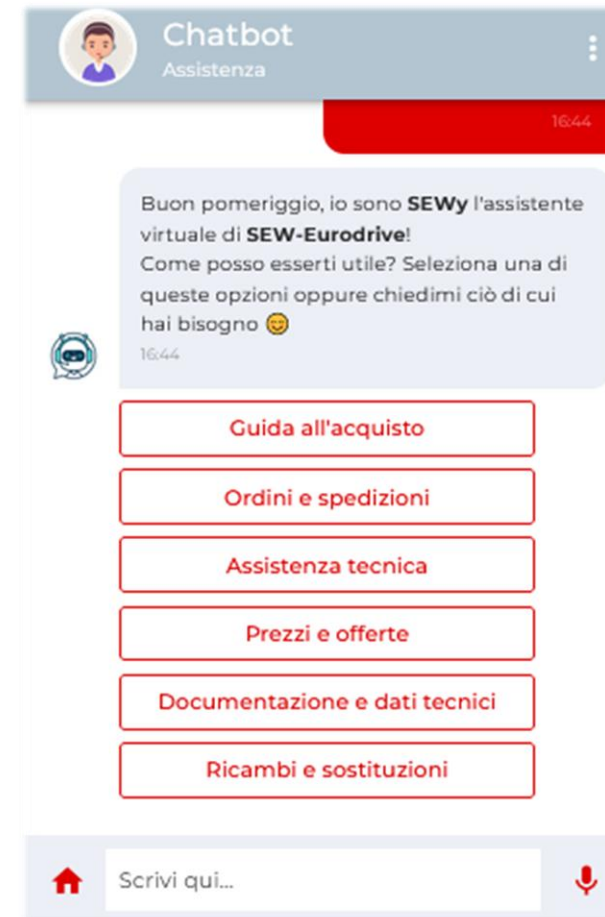 Chatbot
Assistenza
16:44
Buon pomeriggio, io sono SEWy l'assistente
virtuale di SEW-Eurodrive!
Come posso esserti utile? Seleziona una di
queste opzioni oppure chiedimi ciò di cui
hai bisogno 😊
16:44
Guida all'acquisto
Ordini e spedizioni
Assistenza tecnica
Prezzi e offerte
Documentazione e dati tecnici
Ricambi e sostituzioni
Scrivi qui...